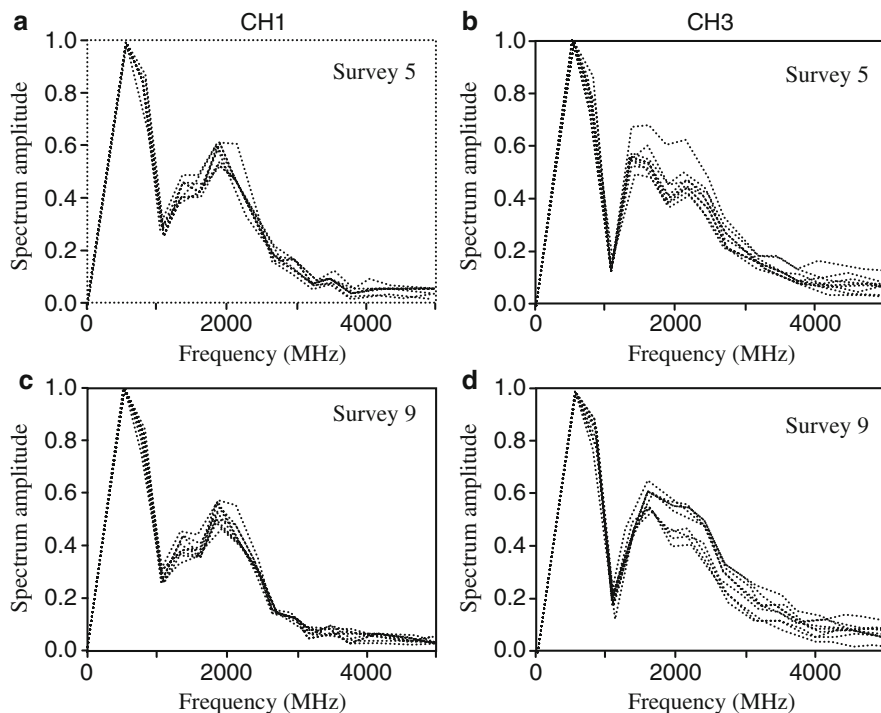 a CH1
Survey 5
Spectrum amplitude
1.0
0.8
0.6
0.4
0.2
0.0
0 2000 4000
Frequency (MHz)
b CH3
Survey 5
Spectrum amplitude
1.0
0.8
0.6
0.4
0.2
0.0
0 2000 4000
Frequency (MHz)
c
Survey 9
Spectrum amplitude
1.0
0.8
0.6
0.4
0.2
0.0
0 2000 4000
Frequency (MHz)
d
Survey 9
Spectrum amplitude
1.0
0.8
0.6
0.4
0.2
0.0
0 2000 4000
Frequency (MHz)